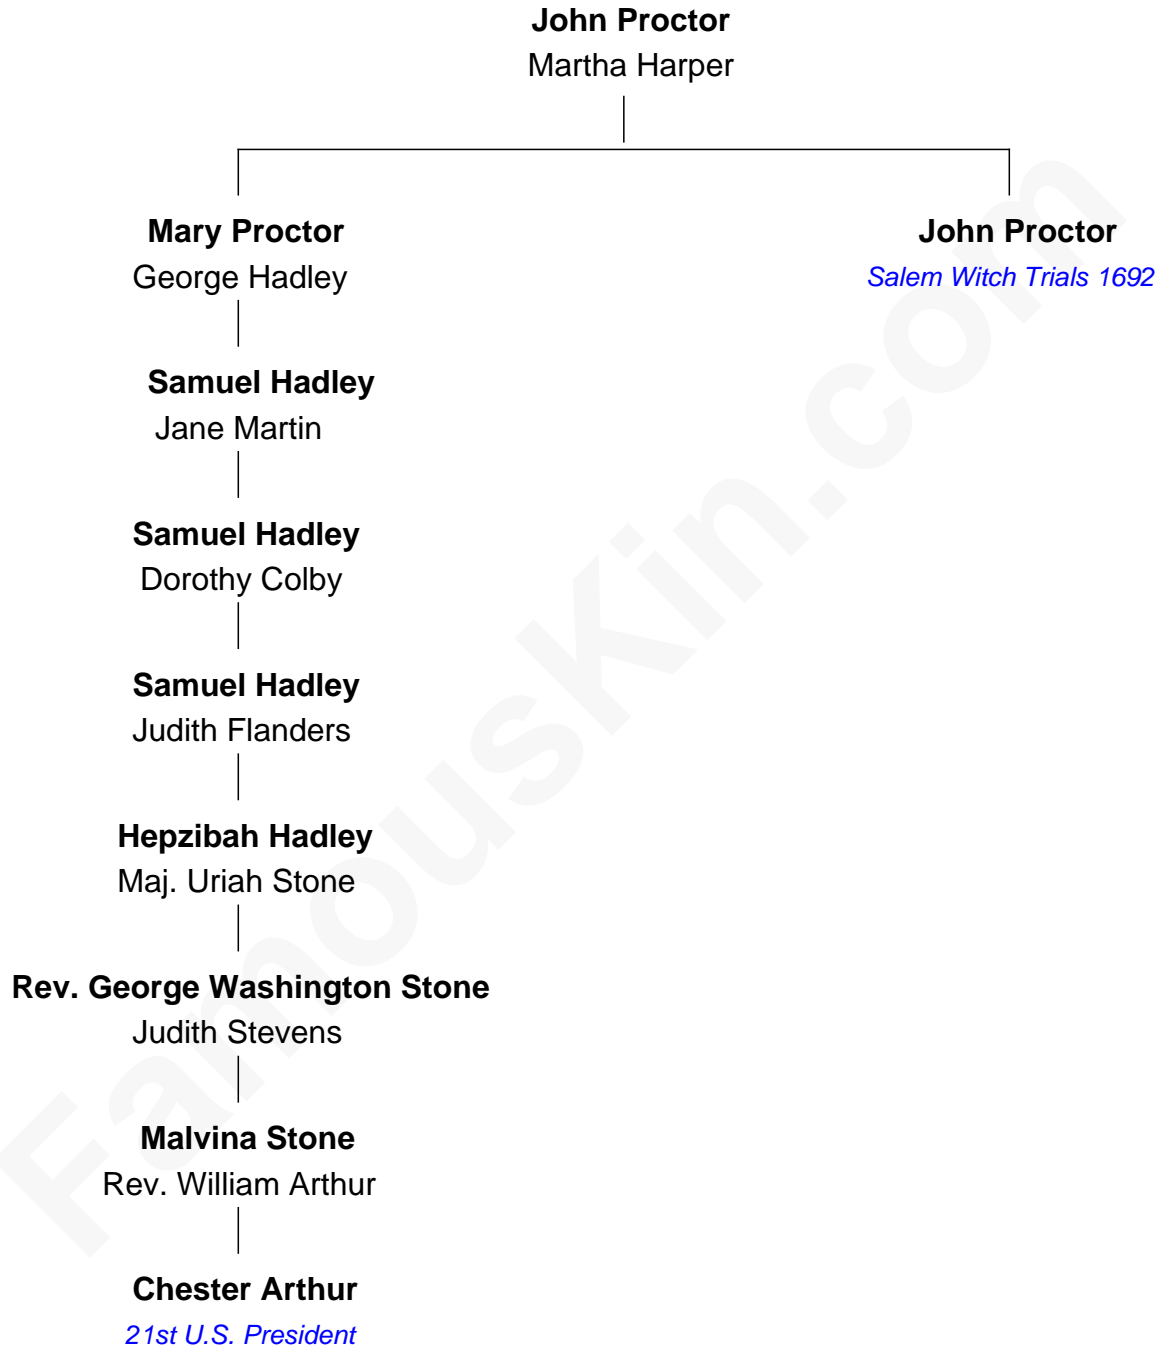 John Proctor
Martha Harper
Mary Proctor
George Hadley
John Proctor
Salem Witch Trials 1692
Samuel Hadley
Jane Martin
Samuel Hadley
Dorothy Colby
Samuel Hadley
Judith Flanders
Hepzibah Hadley
Maj. Uriah Stone
Rev. George Washington Stone
Judith Stevens
Malvina Stone
Rev. William Arthur
Chester Arthur
21st U.S. President
FamousKin.com